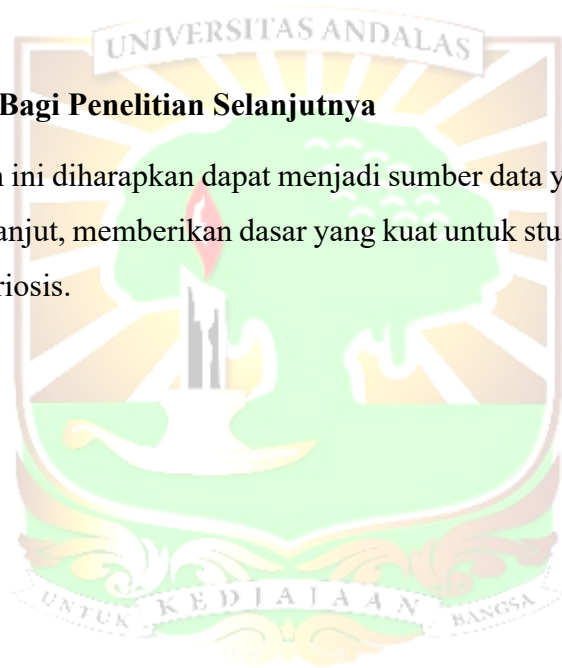 UNIVERSITAS ANDALAS
Bagi Penelitian Selanjutnya
ini diharapkan dapat menjadi sumber data
anjut, memberikan dasar yang kuat untuk
riosis.
UNTUK KEDJAJAAN BANGSA